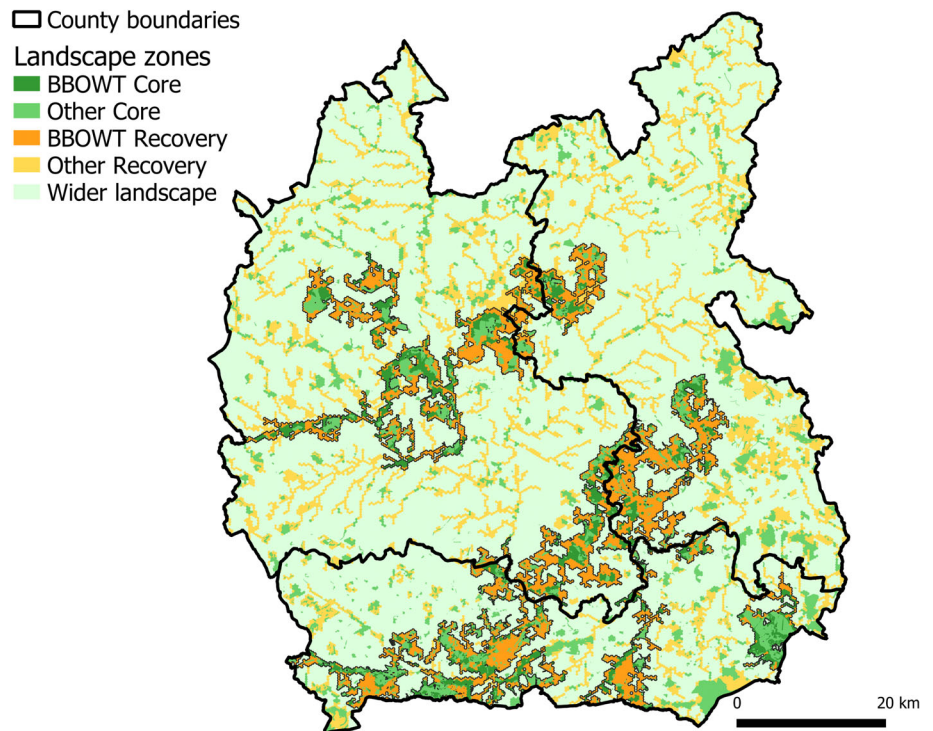 County boundaries
Landscape zones
BBOWT Core
Other Core
BBOWT Recovery
Other Recovery
Wider landscape
0 20 km